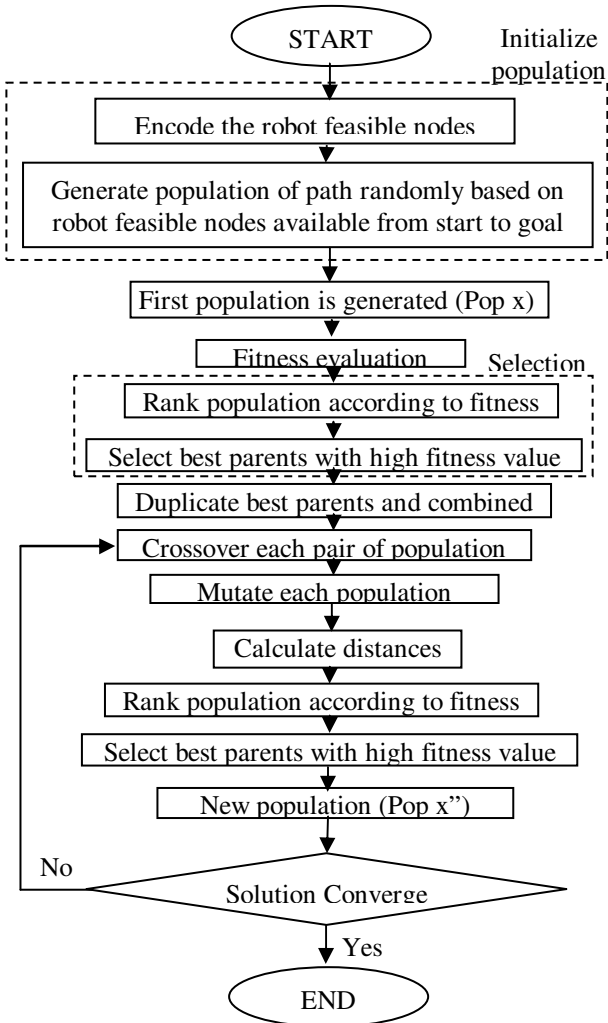 START
Initialize
population
Encode the robot feasible nodes
Generate population of path randomly based on
robot feasible nodes available from start to goal
First population is generated (Pop x)
Fitness evaluation
Selection
Rank population according to fitness
Select best parents with high fitness value
Duplicate best parents and combined
Crossover each pair of population
Mutate each population
Calculate distances
Rank population according to fitness
Select best parents with high fitness value
New population (Pop x”)
No
Solution Converge
Yes
END